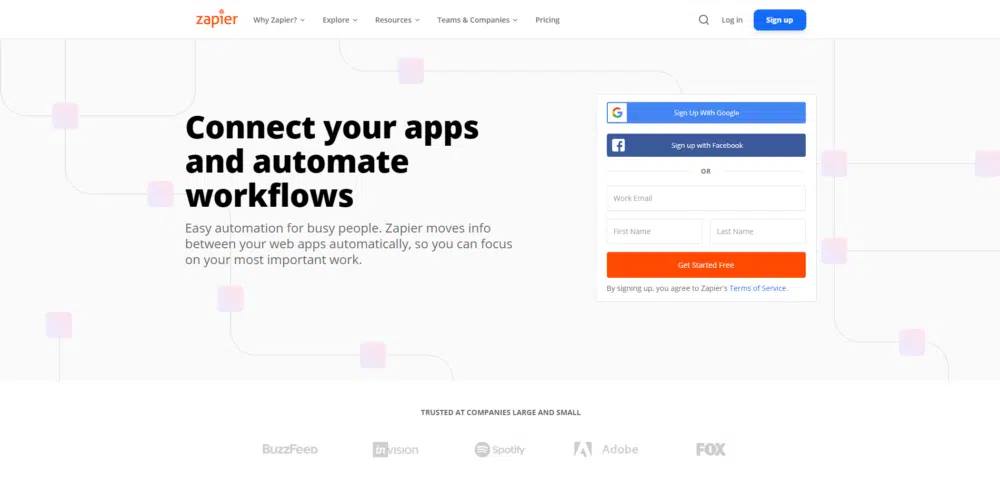 zapier Why Zapier? Explore Resources Teams & Companies Pricing Log in Sign up
Connect your apps
and automate
workflows
Easy automation for busy people. Zapier moves info
between your web apps automatically, so you can focus
on your most important work.
Sign Up With Google
Sign up with Facebook
OR
Work Email
First Name Last Name
Get Started Free
By signing up, you agree to Zapier's Terms of Service.
TRUSTED AT COMPANIES LARGE AND SMALL
BuzzFeed inVISION Spotify Adobe FOX